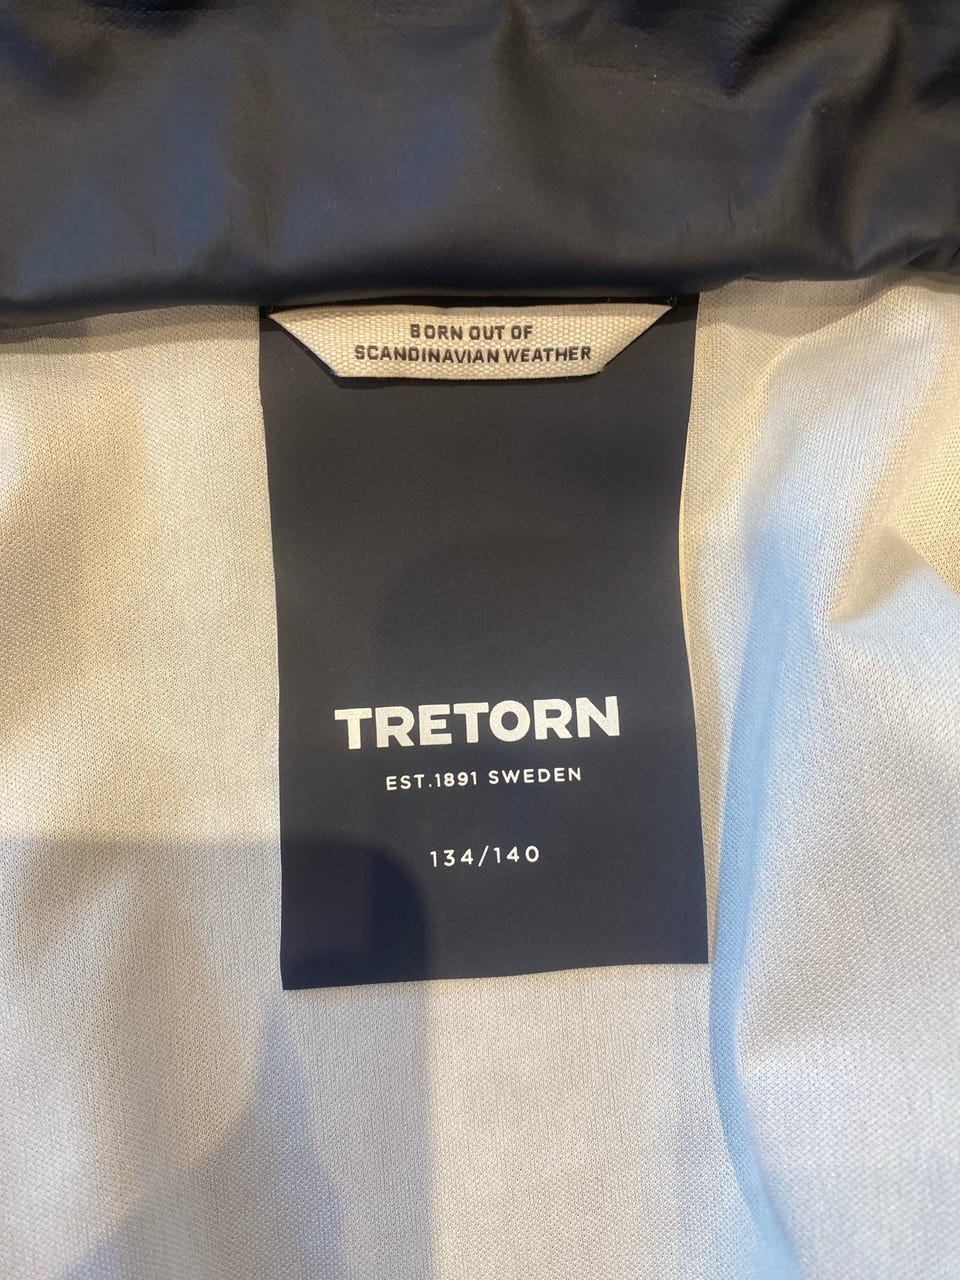 BORN OUT OF
SCANDINAVIAN WEATHER
TRETORN
EST.1891 SWEDEN
134/140